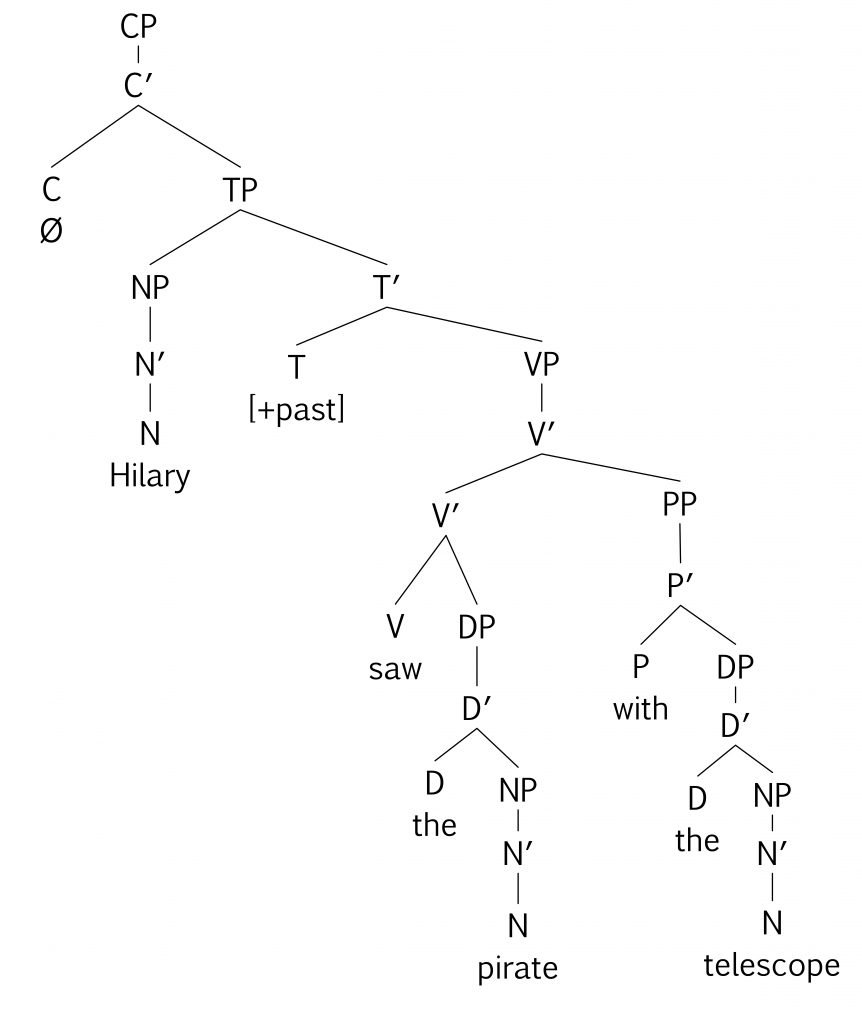 CP
C′
C TP
Ø
NP T′
N′ T VP
[+past]
N V′
Hilary
V′ PP
P′
V DP
saw P DP
with
D′ D′
D NP D NP
the the
N′ N′
N N
pirate telescope